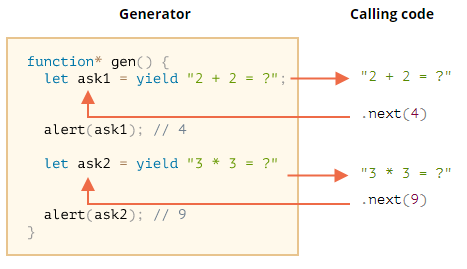 Generator
Calling code
function* gen() {
let ask1 = yield "2 + 2 = ?";
"2 + 2 = ?"
.next(4)
alert(ask1); // 4
let ask2 = yield "3 * 3 = ?"
"3 * 3 = ?"
.next(9)
alert(ask2); // 9
}